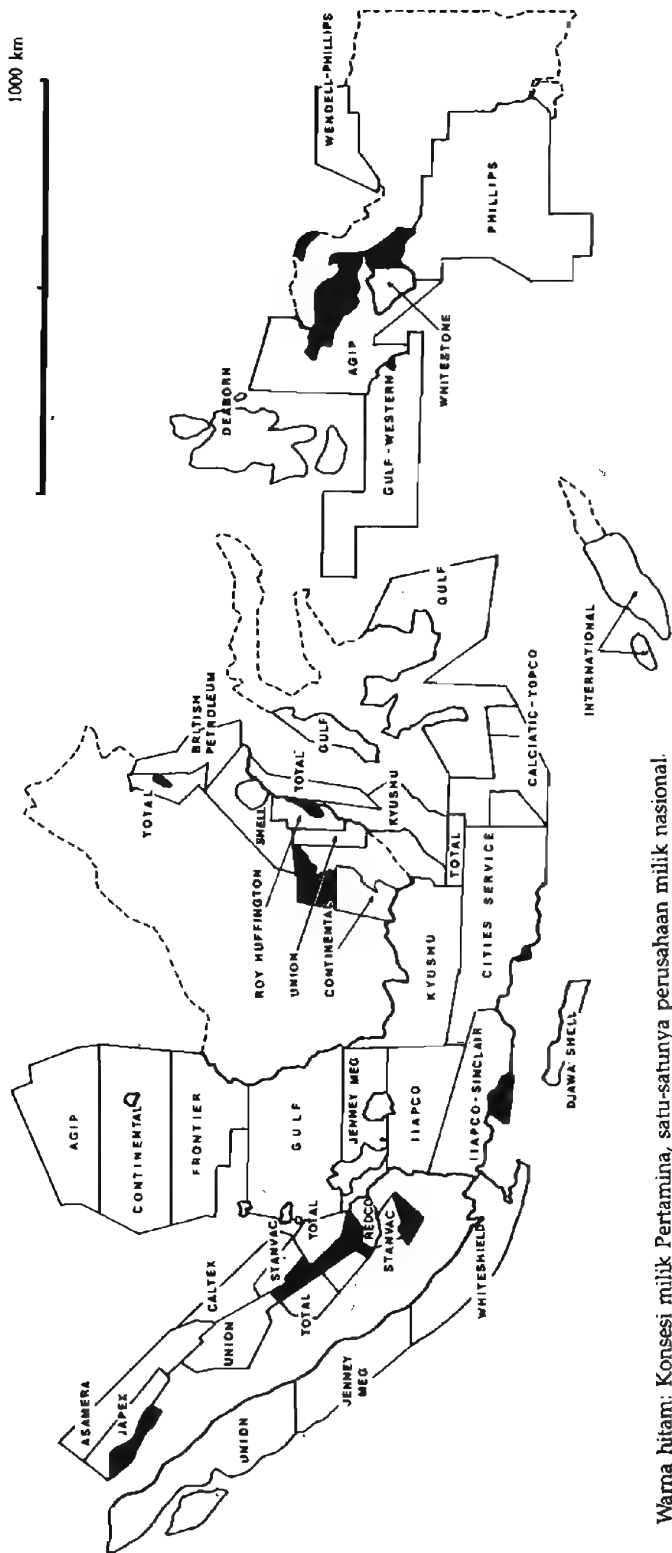 1000 km
ASAMERA
JAPEX
CALTEX
UNION
UNION
STANVAC
TOTAL
TOTAL
REDCO
STANVAC
JENNEY
MEG
WHITESHIELDS
AGIP
CONTINENTAL
FRONTIER
GULF
JENNEY MEG
IIAPCO
IIAPCO-SINCLAIR
DJAWA SHELL
TOTAL
BRITISH
PETROLEUM
SHELL
ROY HUFFINGTON
UNION
CONTINENTAL
TOTAL
GULF
KYUSHU
KYUSHU
TOTAL
CITIES SERVICE
GULF
CALCIATIC-TOPCO
INTERNATIONAL
DEABORN
AGIP
GULF-WESTERN
WHITESTONE
WENDELL-PHILLIPS
PHILLIPS
Warna hitam: Konsesi milik Pertamina, satu-satunya perusahaan milik nasional.